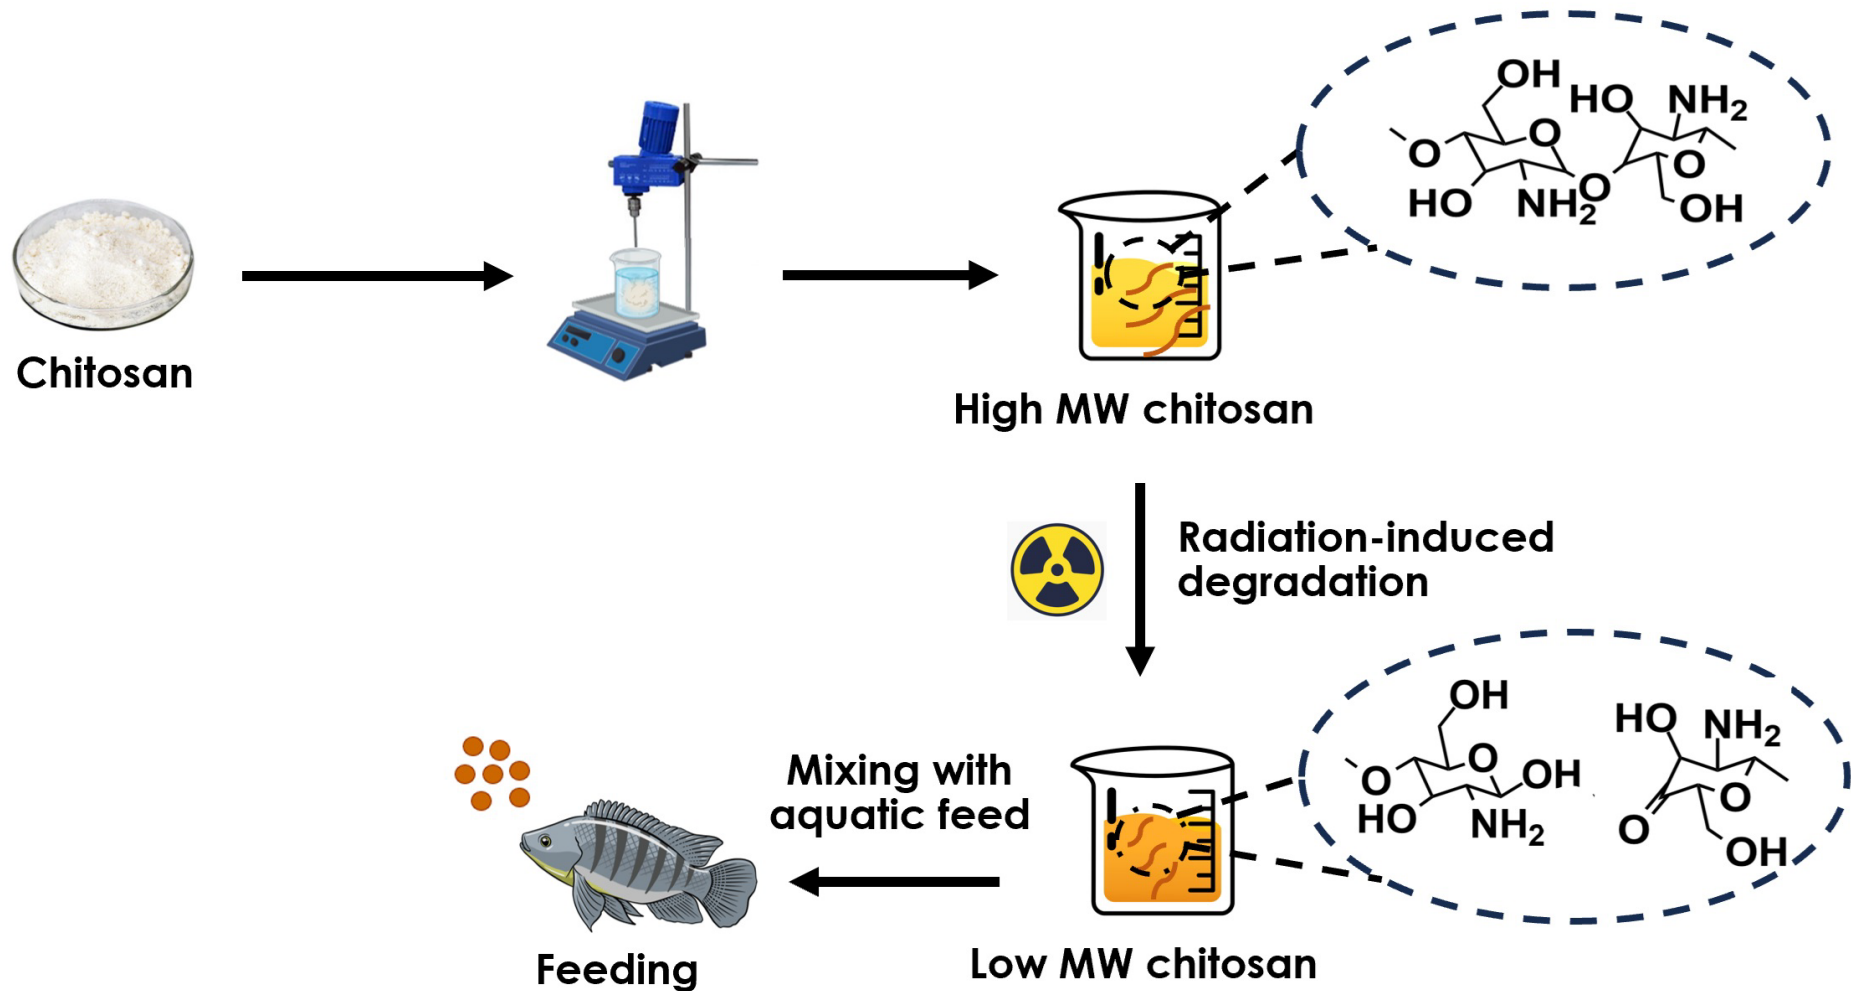 Chitosan
High MW chitosan
OH
HO
NH2
O
O
O
O
HO
NH2
OH
Radiation-induced
degradation
Mixing with
aquatic feed
Feeding
Low MW chitosan
OH
HO
NH2
O
O
OH
O
HO
NH2
O
OH